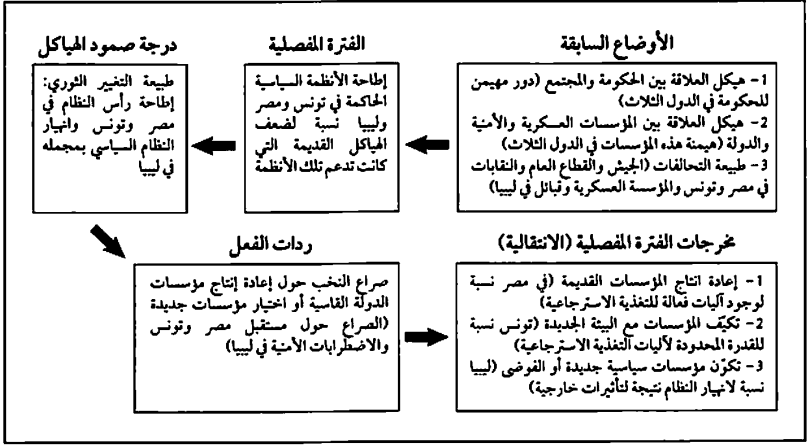 الأوضاع السابقة
1- هيكل العلاقة بين الحكومة والمجتمع (دور مهيمن
للحكومة في الدول الثلاث)
2- هيكل العلاقة بين المؤسسات العسكرية والأمنية
والدولة (هيمنة هذه المؤسسات في الدول الثلاث)
3- طبيعة التحالفات (الجيش والقطاع العام والنقابات
في مصر وتونس والمؤسسة العسكرية وقبائل في ليبيا)
الفترة المفصلية
إطاحة الأنظمة السياسية
الحاكمة في تونس ومصر
وليبيا نسبة لضعف
الهياكل القديمة التي
كانت تدعم تلك الأنظمة
درجة صمود الهياكل
طبيعة التغيير الثوري:
إطاحة رأس النظام في
مصر وتونس وانهيار
النظام السياسي بمجمله
في ليبيا
ردات الفعل
صراع النخب حول إعادة إنتاج مؤسسات
الدولة القاسية أو اختيار مؤسسات جديدة
(الصراع حول مستقبل مصر وتونس
والاضطرابات الأمنية في ليبيا)
مخرجات الفترة المفصلية (الانتقالية)
1- إعادة انتاج المؤسسات القديمة (في مصر نسبة
لوجود آليات فعالة للتغذية الاسترجاعية)
2- تكيّف المؤسسات مع البيئة الجديدة (تونس نسبة
للقدرة المحدودة لآليات التغذية الاسترجاعية)
3- تكوّن مؤسسات سياسية جديدة أو الفوضى (ليبيا
نسبة لانهيار النظام نتيجة لتأثيرات خارجية)